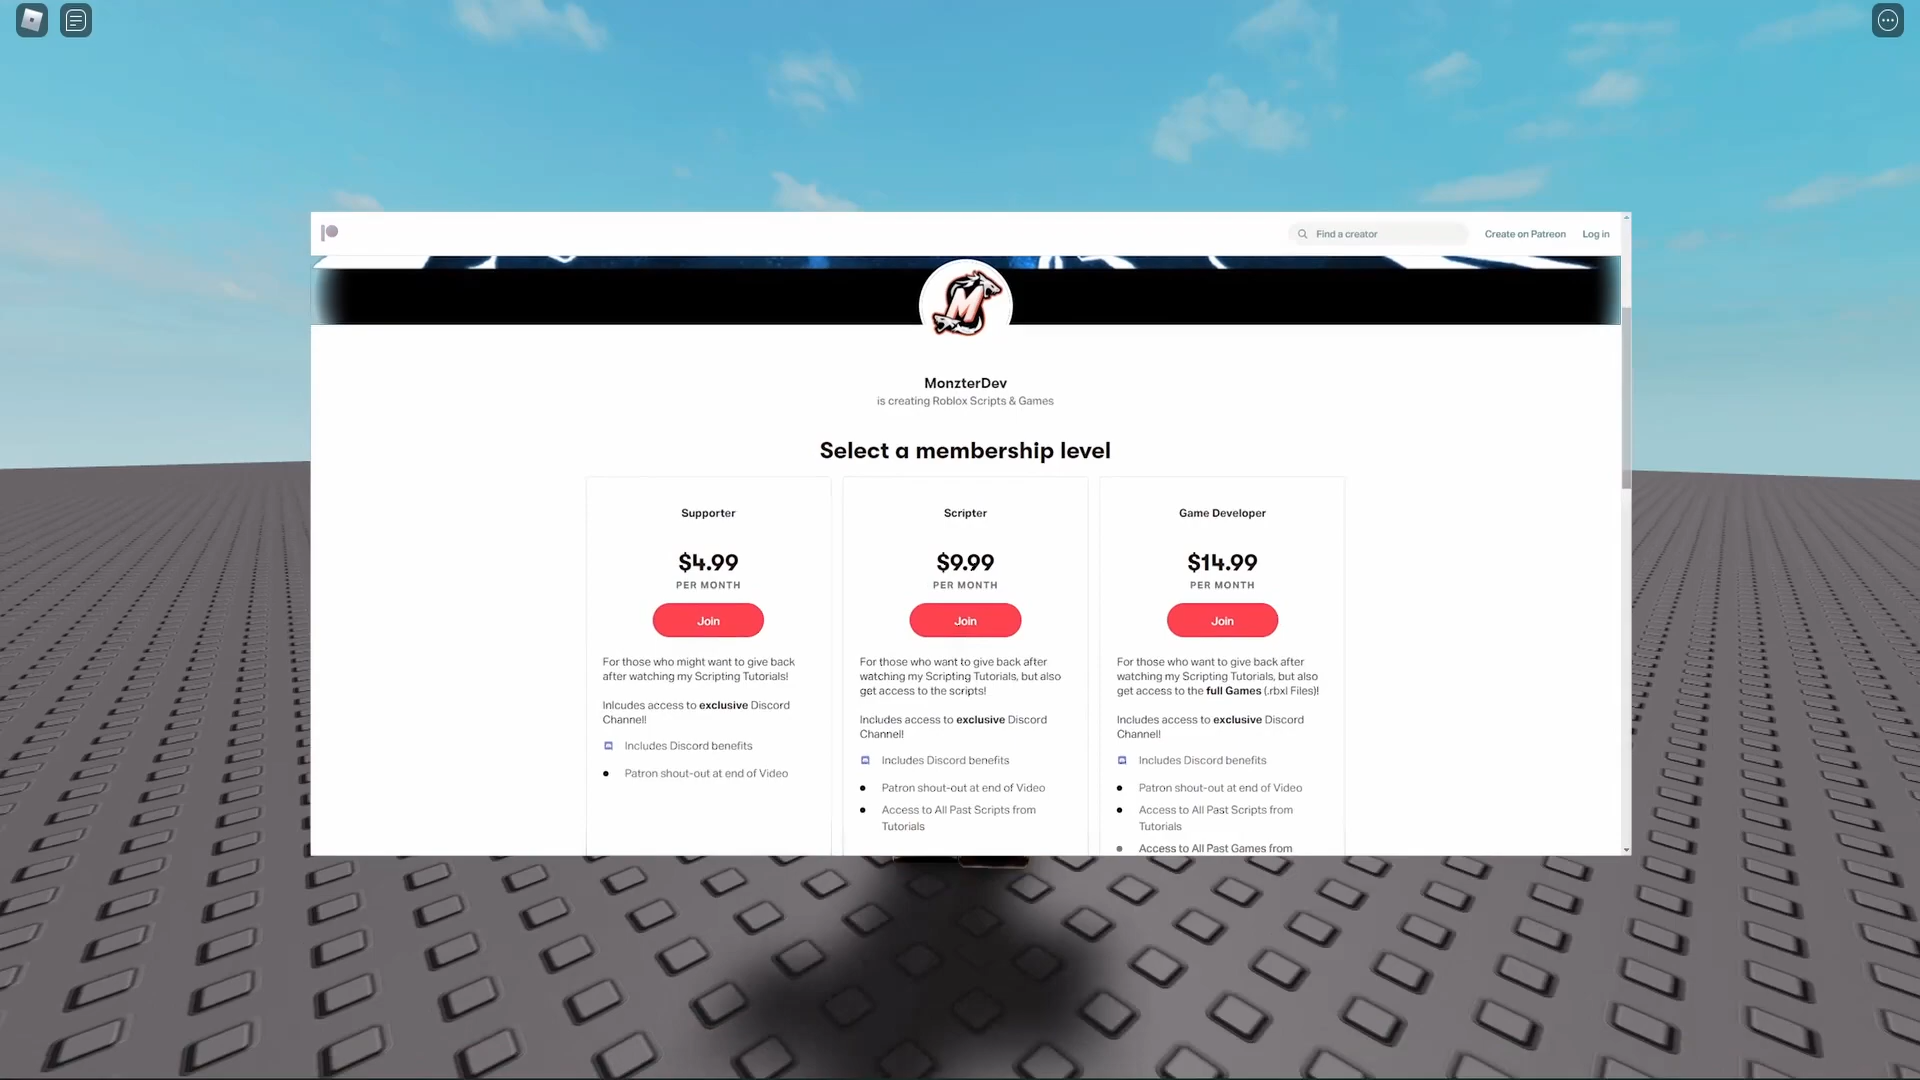 Find a creator
Create on Patreon
Log in
MonzterDev
is creating Roblox Scripts & Games
Select a membership level
Supporter
$4.99
PER MONTH
Join
For those who might want to give back
after watching my Scripting Tutorials!
Inlcudes access to exclusive Discord
Channel!
Includes Discord benefits
Patron shout-out at end of Video
Scripter
$9.99
PER MONTH
Join
For those who want to give back after
watching my Scripting Tutorials, but also
get access to the scripts!
Includes access to exclusive Discord
Channel!
Includes Discord benefits
Patron shout-out at end of Video
Access to All Past Scripts from
Tutorials
Game Developer
$14.99
PER MONTH
Join
For those who want to give back after
watching my Scripting Tutorials, but also
get access to the full Games (.rbxl Files)!
Includes access to exclusive Discord
Channel!
Includes Discord benefits
Patron shout-out at end of Video
Access to All Past Scripts from
Tutorials
Access to All Past Games from